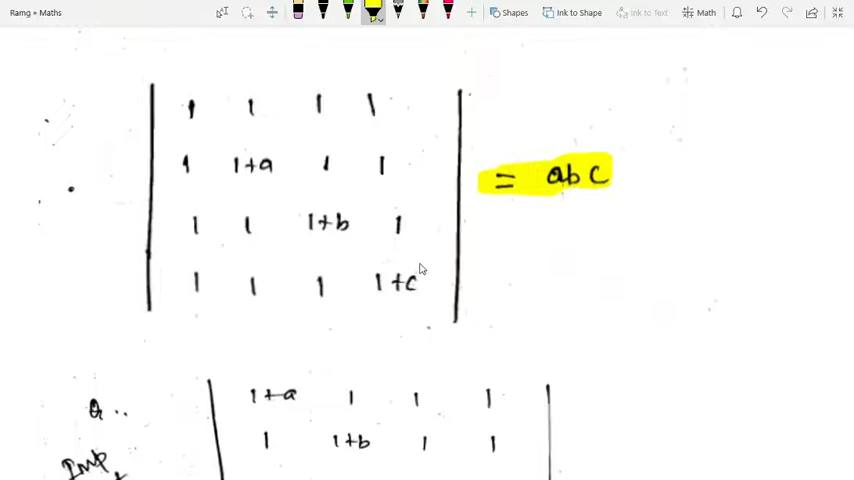 Ramg » Maths
Shapes Ink to Shape Ink to Text Math
1 1 1 1
1 1+a 1 1
= abc
1 1 1+b 1
1 1 1 1+c
Q..
1+a 1 1 1
Imp
1 1+b 1 1